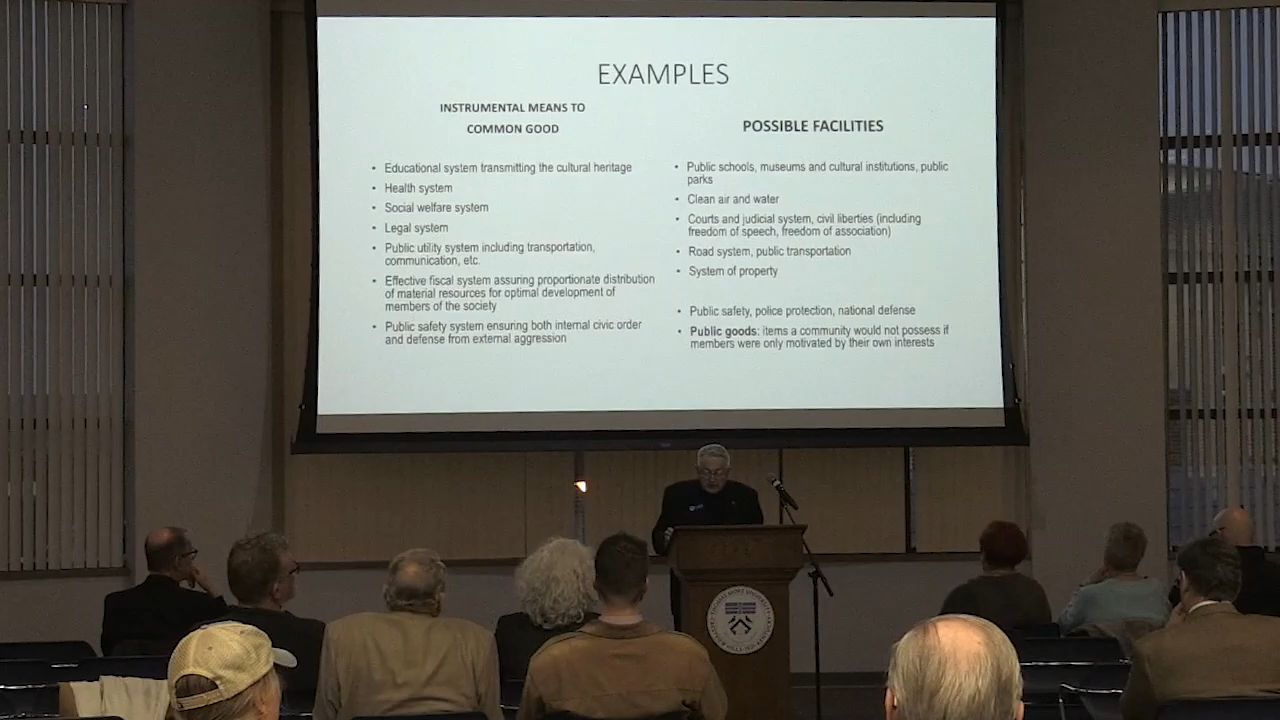 EXAMPLES
INSTRUMENTAL MEANS TO
COMMON GOOD
• Educational system transmitting the cultural heritage
• Health system
• Social welfare system
• Legal system
• Public utility system including transportation,
communication, etc.
• Effective fiscal system assuring proportionate distribution
of material resources for optimal development of
members of the society
• Public safety system ensuring both internal civic order
and defense from external aggression
POSSIBLE FACILITIES
• Public schools, museums and cultural institutions, public
parks
• Clean air and water
• Courts and judicial system, civil liberties (including
freedom of speech, freedom of association)
• Road system, public transportation
• System of property
• Public safety, police protection, national defense
• Public goods: items a community would not possess if
members were only motivated by their own interests
THOMAS MORE UNIVERSITY